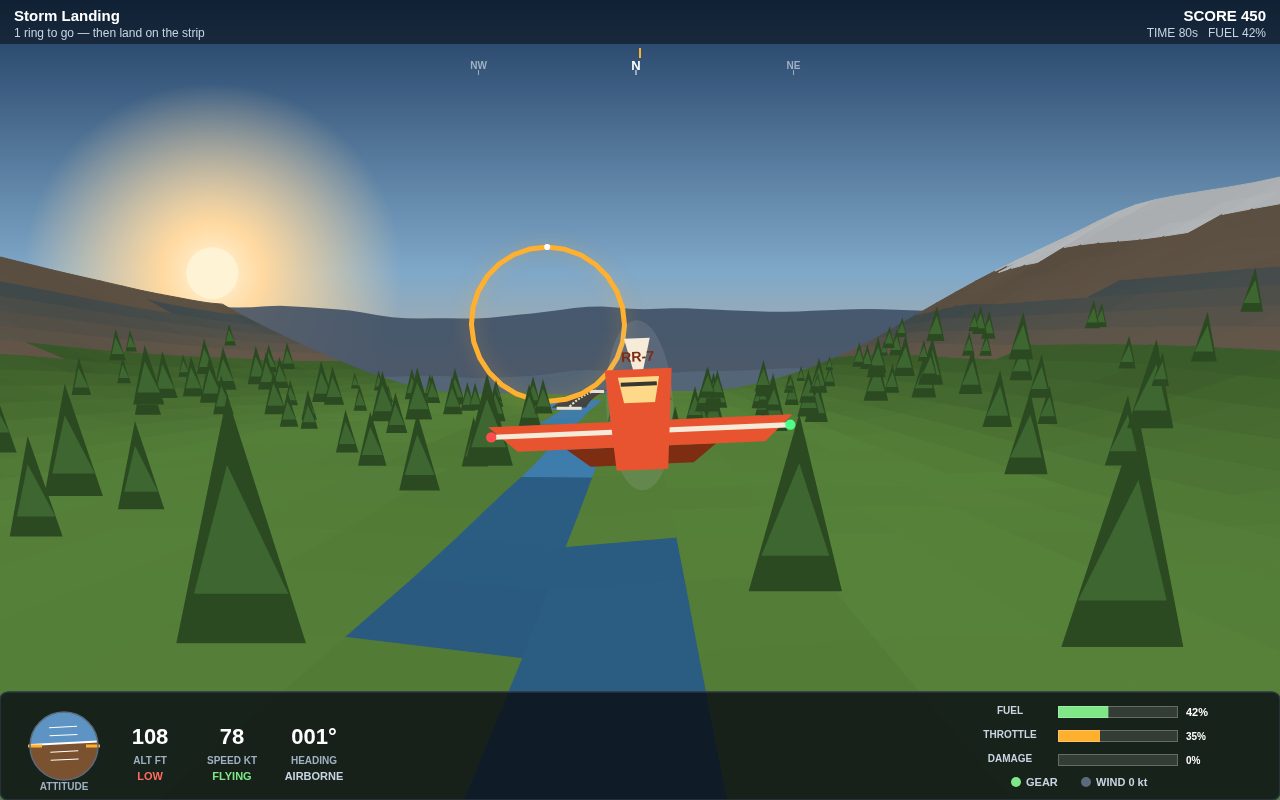 Storm Landing
1 ring to go — then land on the strip
SCORE 450
TIME 80s FUEL 42%
NW N NE
RR-7
ATTITUDE
108
ALT FT
LOW
78
SPEED KT
FLYING
001°
HEADING
AIRBORNE
FUEL 42%
THROTTLE 35%
DAMAGE 0%
GEAR WIND 0 kt